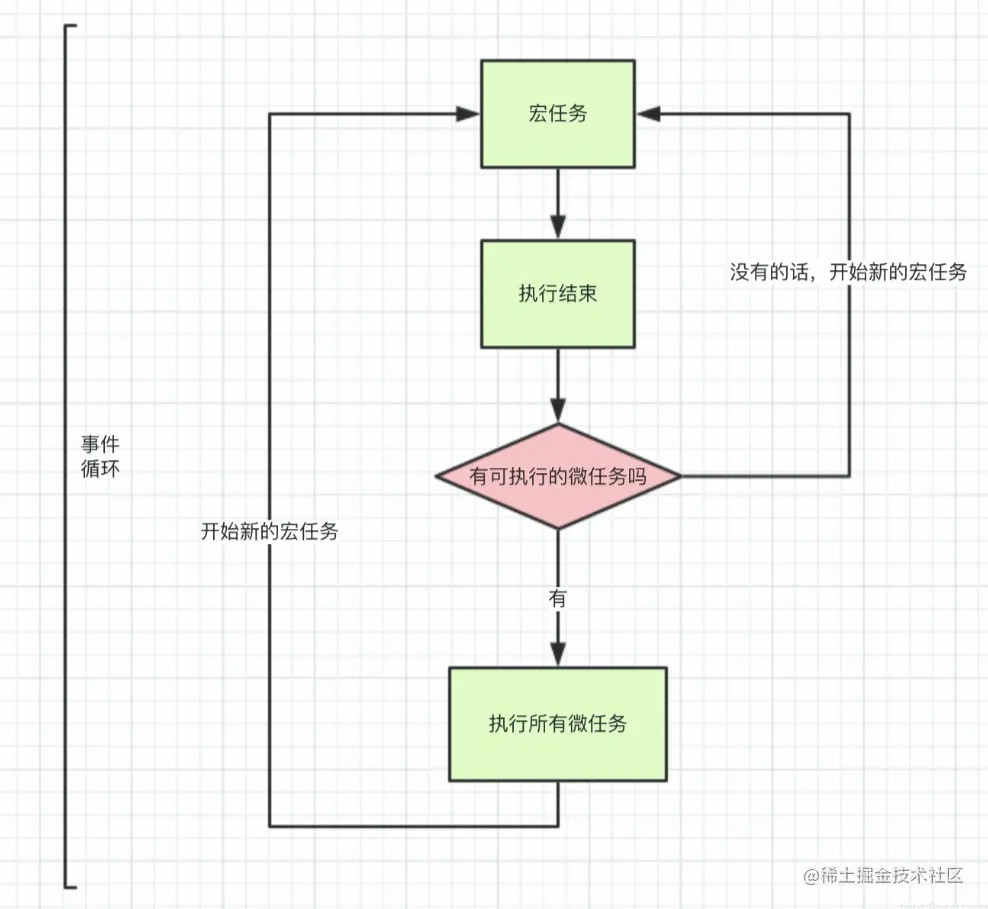 宏任务
执行结束
没有的话，开始新的宏任务
事件
循环
有可执行的微任务吗
开始新的宏任务
有
执行所有微任务
@稀土掘金技术社区